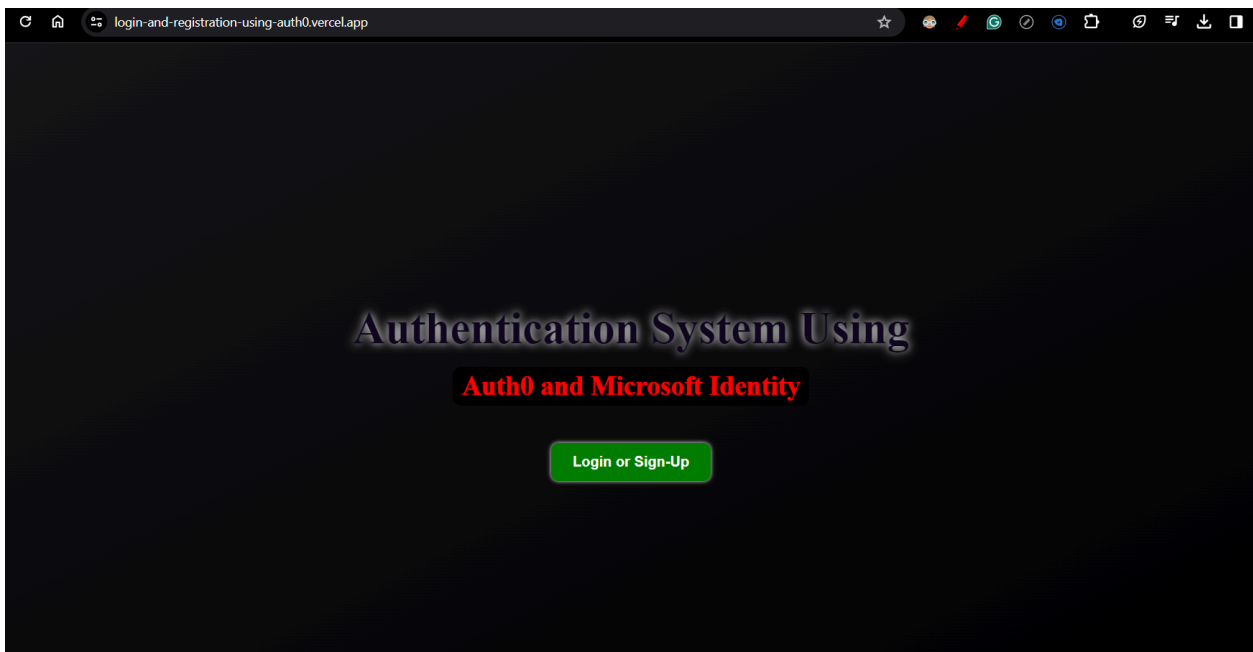 login-and-registration-using-auth0.vercel.app
Authentication System Using
Auth0 and Microsoft Identity
Login or Sign-Up